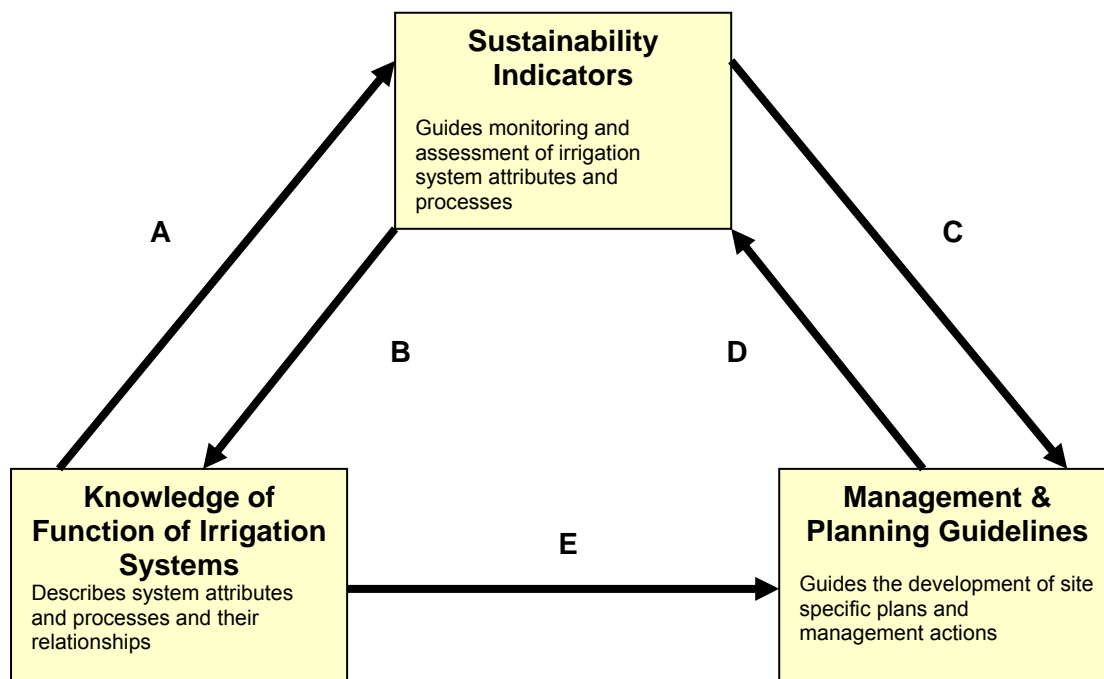 Sustainability
Indicators
Guides monitoring and
assessment of irrigation
system attributes and
processes
A
C
B
D
Knowledge of
Function of Irrigation
Systems
Describes system attributes
and processes and their
relationships
E
Management &
Planning Guidelines
Guides the development of site
specific plans and
management actions